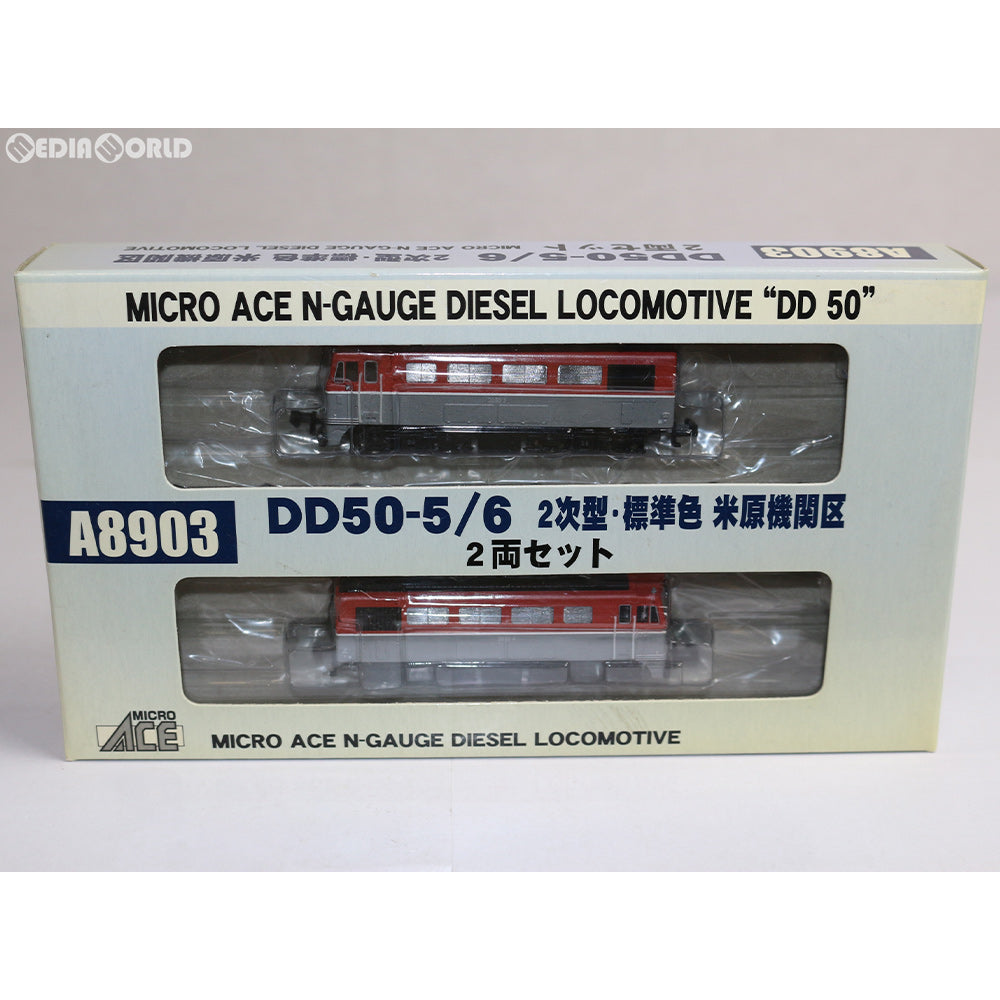 MEDIAWORLD
A8903
DD50-5/6 2次型・標準色 米原機関区
2両セット
MICRO ACE N-GAUGE DIESEL LOCOMOTIVE
MICRO ACE N-GAUGE DIESEL LOCOMOTIVE “DD 50”
A8903
DD50-5/6 2次型・標準色 米原機関区
2両セット
MICRO
ACE
MICRO ACE N-GAUGE DIESEL LOCOMOTIVE